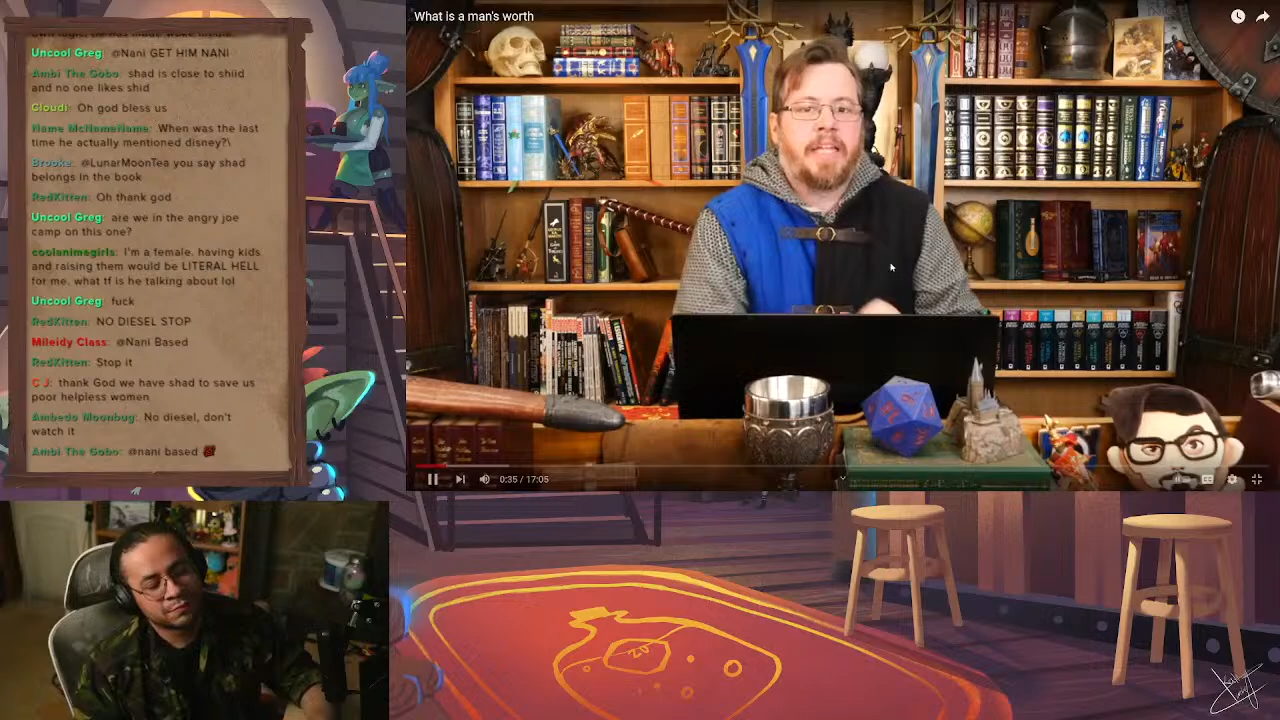 Uncool Greg: @Nani GET HIM NANI
Ambi The Gobo: shad is close to shiid
and no one likes shid
Cloudi: Oh god bless us
Name McNameName: When was the last
time he actually mentioned disney?\
Brooke: @LunarMoonTea you say shad
belongs in the book
RedKitten: Oh thank god
Uncool Greg: are we in the angry joe
camp on this one?
coolanimegirls: I'm a female. having kids
and raising them would be LITERAL HELL
for me. what tf is he talking about lol
Uncool Greg: fuck
RedKitten: NO DIESEL STOP
Mileidy Class: @Nani Based
RedKitten: Stop it
C J: thank God we have shad to save us
poor helpless women
Ambedo Moonbug: No diesel, don't
watch it
Ambi The Gobo: @nani based
What is a man's worth
0:35 / 17:05
20